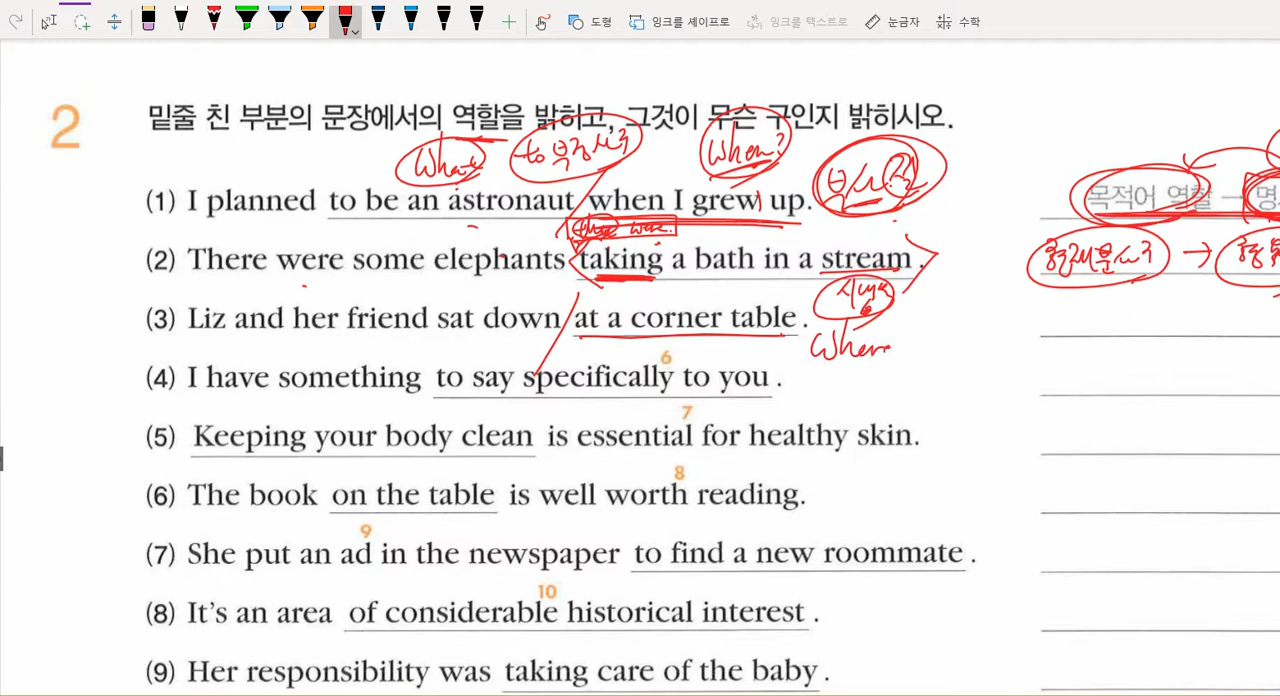 도형 잉크를 셰이프로 잉크를 텍스트로 눈금자 수학
2 밑줄 친 부분의 문장에서의 역할을 밝히고, 그것이 무슨 구인지 밝히시오.
What to 부정사구 When?
(1) I planned to be an astronaut when I grew up. 목적어 역할 → 명
(2) There were some elephants taking a bath in a stream.
(3) Liz and her friend sat down at a corner table.
Where
6
(4) I have something to say specifically to you.
7
(5) Keeping your body clean is essential for healthy skin.
8
(6) The book on the table is well worth reading.
9
(7) She put an ad in the newspaper to find a new roommate.
10
(8) It's an area of considerable historical interest.
(9) Her responsibility was taking care of the baby.